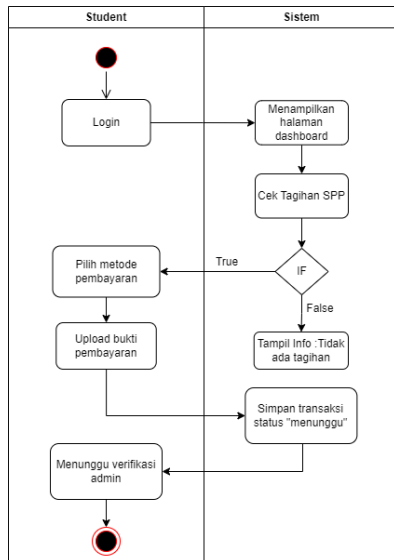 Student
Sistem
Login
Menampilkan
halaman
dashboard
Cek Tagihan SPP
IF
True
False
Pilih metode
pembayaran
Upload bukti
pembayaran
Tampil Info :Tidak
ada tagihan
Simpan transaksi
status "menunggu"
Menunggu verifikasi
admin